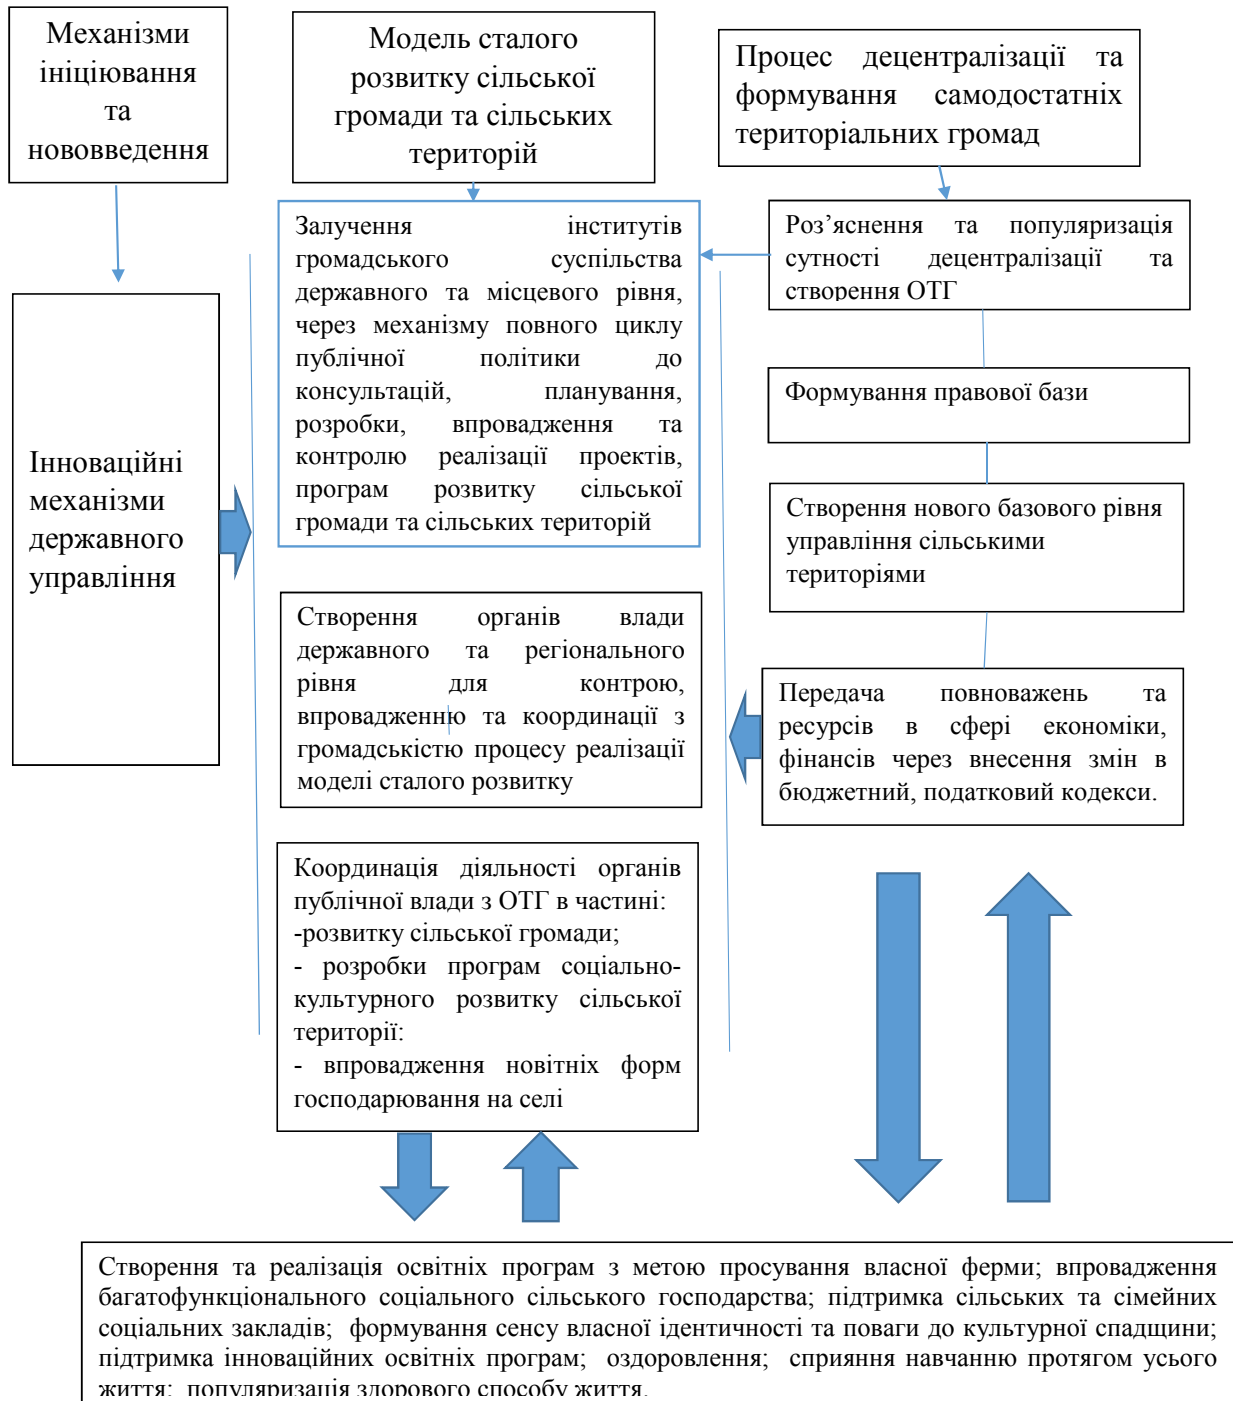 Механізми
ініціювання
та
нововведення
Модель сталого
розвитку сільської
громади та сільських
територій
Процес децентралізації та
формування самодостатніх
територіальних громад
Інноваційні
механізми
державного
управління
Залучення інститутів
громадського суспільства
державного та місцевого рівня,
через механізму повного циклу
публічної політики до
консультацій, планування,
розробки, впровадження та
контролю реалізації проектів,
програм розвитку сільської
громади та сільських територій
Роз’яснення та популяризація
сутності децентралізації та
створення ОТГ
Формування правової бази
Створення нового базового рівня
управління сільськими
територіями
Створення органів влади
державного та регіонального
рівня для контрою,
впровадженню та координації з
громадськістю процесу реалізації
моделі сталого розвитку
Передача повноважень та
ресурсів в сфері економіки,
фінансів через внесення змін в
бюджетний, податковий кодекси.
Координація діяльності органів
публічної влади з ОТГ в частині:
-розвитку сільської громади;
- розробки програм соціально-
культурного розвитку сільської
території:
- впровадження новітніх форм
господарювання на селі
Створення та реалізація освітніх програм з метою просування власної ферми; впровадження
багатофункціонального соціального сільського господарства; підтримка сільських та сімейних
соціальних закладів; формування сенсу власної ідентичності та поваги до культурної спадщини;
підтримка інноваційних освітніх програм; оздоровлення; сприяння навчанню протягом усього
життя; популяризація здорового способу життя.